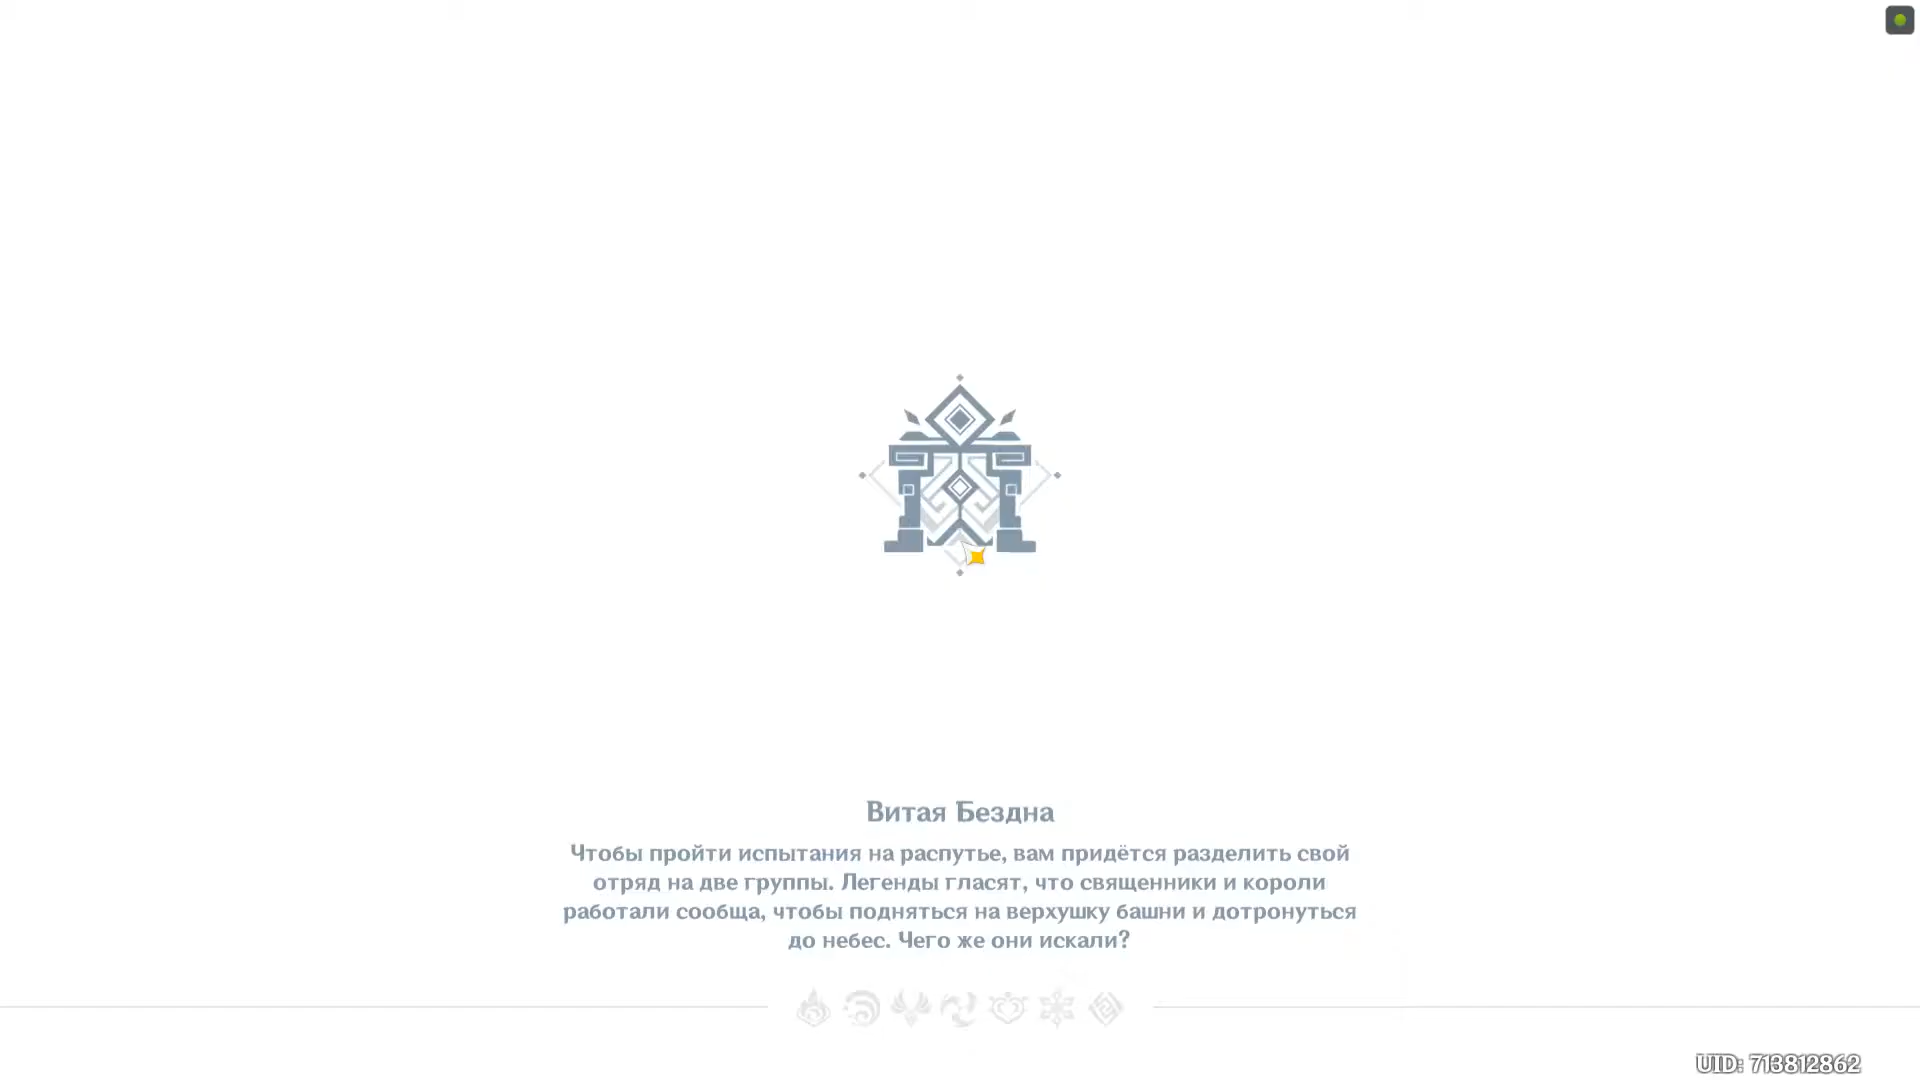 Витая Бездна
Чтобы пройти испытания на распутье, вам придётся разделить свой
отряд на две группы. Легенды гласят, что священники и короли
работали сообща, чтобы подняться на верхушку башни и дотронуться
до небес. Чего же они искали?
UID: 713812862